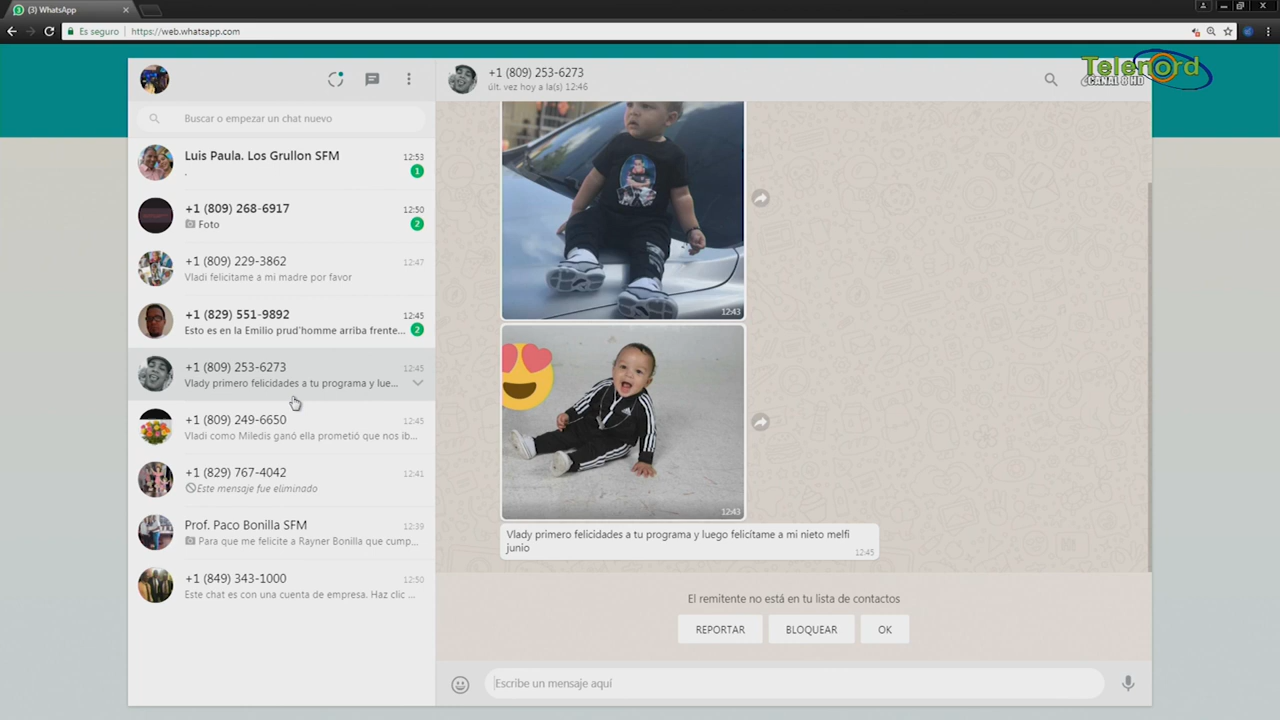 (3) WhatsApp
Es seguro
https://web.whatsapp.com
Telenord
CANAL 8 HD
Buscar o empezar un chat nuevo
Luis Paula. Los Grullon SFM
12:53
.
1
+1 (809) 268-6917
12:50
Foto
2
+1 (809) 229-3862
12:47
Vladi felicitame a mi madre por favor
+1 (829) 551-9892
12:45
Esto es en la Emilio prud'homme arriba frente...
2
+1 (809) 253-6273
12:45
Vlady primero felicidades a tu programa y lue...
+1 (809) 249-6650
12:45
Vladi como Miledis ganó ella prometió que nos ib...
+1 (829) 767-4042
12:41
Este mensaje fue eliminado
Prof. Paco Bonilla SFM
12:39
Para que me felicite a Rayner Bonilla que cump...
+1 (849) 343-1000
12:50
Este chat es con una cuenta de empresa. Haz clic ...
+1 (809) 253-6273
últ. vez hoy a la(s) 12:46
12:43
12:43
Vlady primero felicidades a tu programa y luego felicítame a mi nieto melfi
junio
12:45
El remitente no está en tu lista de contactos
REPORTAR
BLOQUEAR
OK
Escribe un mensaje aquí